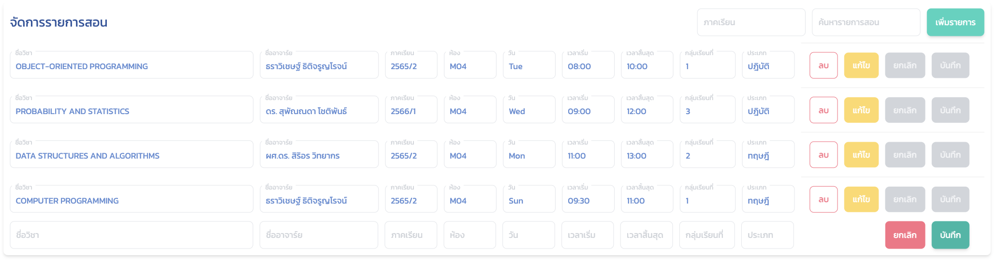 จัดการรายการสอน ภาคเรียน ค้นหารายการสอน เพิ่มรายการ
ชื่อวิชา ชื่ออาจารย์ ภาคเรียน ห้อง วัน เวลาเริ่ม เวลาสิ้นสุด กลุ่มเรียนที่ ประเภท
OBJECT-ORIENTED PROGRAMMING ธราวิเชษฐ์ ธิติจรูญโรจน์ 2565/2 M04 Tue 08:00 10:00 1 ปฎิบัติ ลบ แก้ไข ยกเลิก บันทึก
ชื่อวิชา ชื่ออาจารย์ ภาคเรียน ห้อง วัน เวลาเริ่ม เวลาสิ้นสุด กลุ่มเรียนที่ ประเภท
PROBABILITY AND STATISTICS ดร. สุพัณณดา โชติพันธ์ 2566/1 M04 Wed 09:00 12:00 3 ปฎิบัติ ลบ แก้ไข ยกเลิก บันทึก
ชื่อวิชา ชื่ออาจารย์ ภาคเรียน ห้อง วัน เวลาเริ่ม เวลาสิ้นสุด กลุ่มเรียนที่ ประเภท
DATA STRUCTURES AND ALGORITHMS ผศ.ดร. สิริอร วิทยากร 2565/2 M04 Mon 11:00 13:00 2 ทฤษฎี ลบ แก้ไข ยกเลิก บันทึก
ชื่อวิชา ชื่ออาจารย์ ภาคเรียน ห้อง วัน เวลาเริ่ม เวลาสิ้นสุด กลุ่มเรียนที่ ประเภท
COMPUTER PROGRAMMING ธราวิเชษฐ์ ธิติจรูญโรจน์ 2565/2 M04 Sun 09:30 11:00 1 ทฤษฎี ลบ แก้ไข ยกเลิก บันทึก
ชื่อวิชา ชื่ออาจารย์ ภาคเรียน ห้อง วัน เวลาเริ่ม เวลาสิ้นสุด กลุ่มเรียนที่ ประเภท ยกเลิก บันทึก